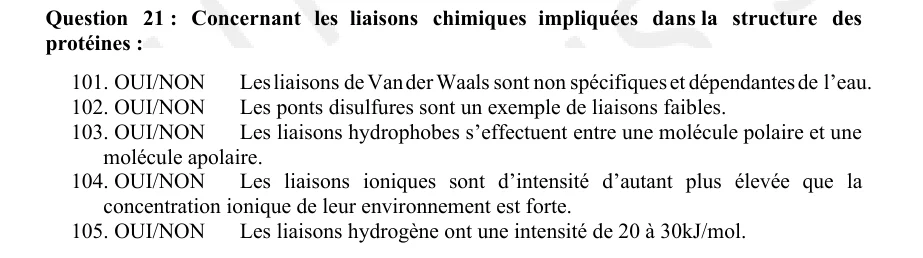 Question 21 : Concernant les liaisons chimiques impliquées dans la structure des
protéines :
101. OUI/NON Les liaisons de Van der Waals sont non spécifiques et dépendantes de l'eau.
102. OUI/NON Les ponts disulfures sont un exemple de liaisons faibles.
103. OUI/NON Les liaisons hydrophobes s'effectuent entre une molécule polaire et une
molécule apolaire.
104. OUI/NON Les liaisons ioniques sont d'intensité d'autant plus élevée que la
concentration ionique de leur environnement est forte.
105. OUI/NON Les liaisons hydrogène ont une intensité de 20 à 30kJ/mol.